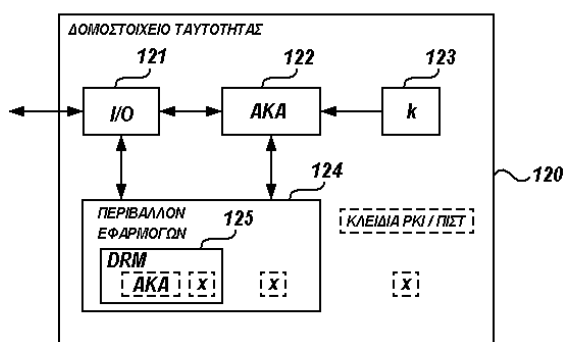 ΔΟΜΟΣΤΟΙΧΕΙΟ ΤΑΥΤΟΤΗΤΑΣ
121
122
123
I/O
AKA
k
124
120
ΠΕΡΙΒΑΛΛΟΝ
ΕΦΑΡΜΟΓΩΝ
125
ΚΛΕΙΔΙΑ PKI / ΠΙΣΤ
DRM
AKA
x
x
x